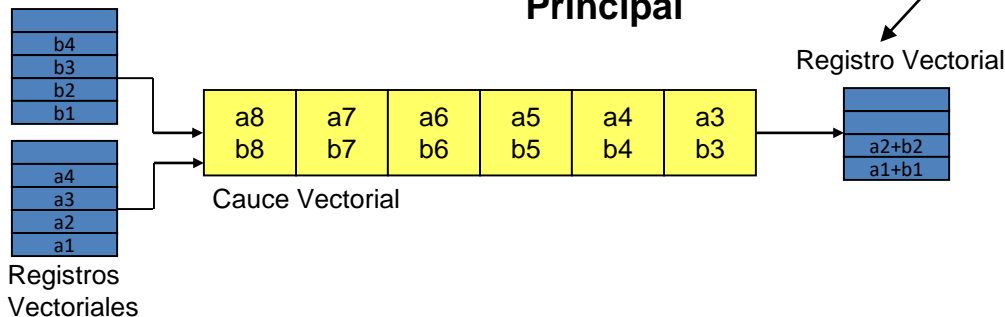 Principal
b4
b3
b2
b1
a4
a3
a2
a1
Registros
Vectoriales
a8 a7 a6 a5 a4 a3
b8 b7 b6 b5 b4 b3
Cauce Vectorial
Registro Vectorial
a2+b2
a1+b1